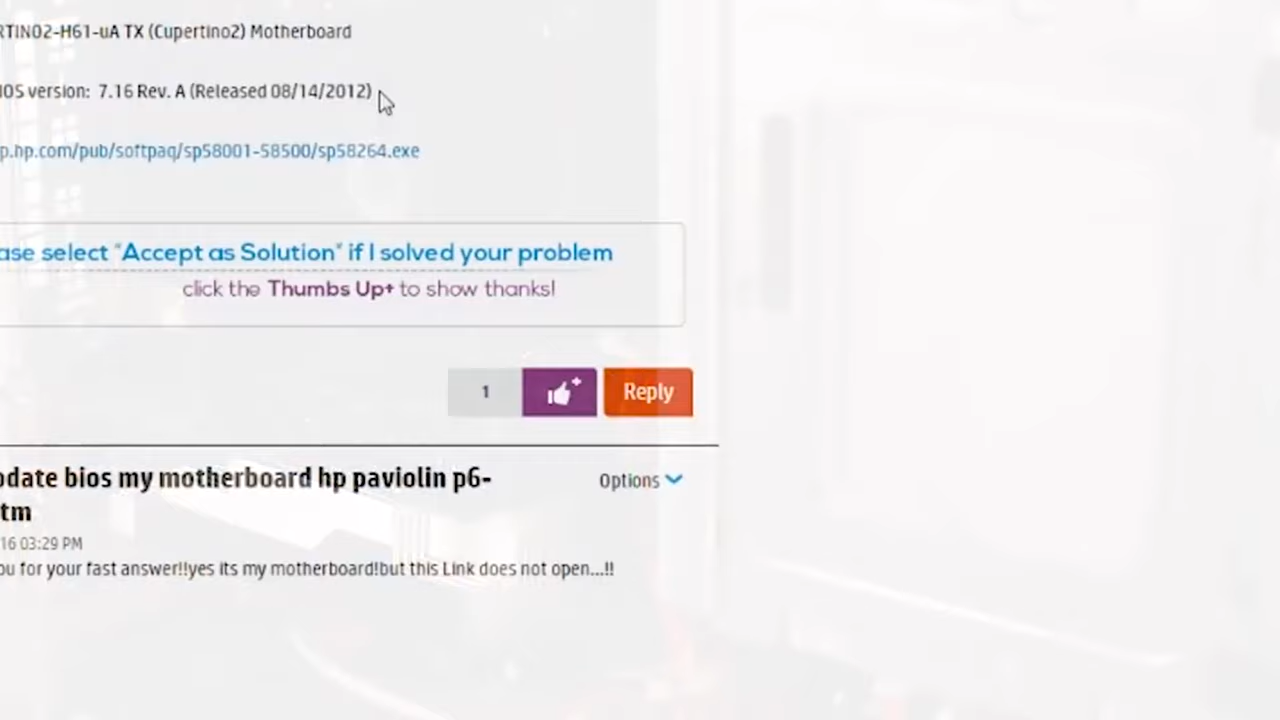 RTINO2-H61-uA TX (Cupertino2) Motherboard
IOS version: 7.16 Rev. A (Released 08/14/2012)
p.hp.com/pub/softpaq/sp58001-58500/sp58264.exe
ase select "Accept as Solution" if I solved your problem
click the Thumbs Up+ to show thanks!
1
Reply
odate bios my motherboard hp paviolin p6-
tm
Options
16 03:29 PM
ou for your fast answer!!yes its my motherboard!but this Link does not open...!!